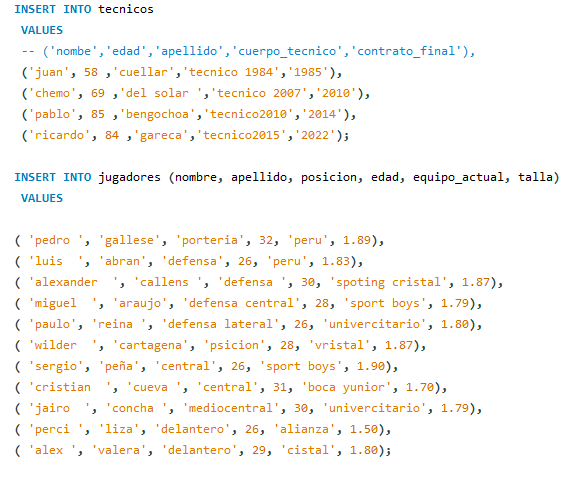 INSERT INTO tecnicos
VALUES
-- ('nombe','edad','apellido','cuerpo_tecnico','contrato_final'),
('juan', 58 ,'cuellar','tecnico 1984','1985'),
('chemo', 69 ,'del solar ','tecnico 2007','2010'),
('pablo', 85 ,'bengochoa','tecnico2010','2014'),
('ricardo', 84 ,'gareca','tecnico2015','2022');
INSERT INTO jugadores (nombre, apellido, posicion, edad, equipo_actual, talla)
VALUES
( 'pedro ', 'gallese', 'porteria', 32, 'peru', 1.89),
( 'luis  ', 'abran', 'defensa', 26, 'peru', 1.83),
( 'alexander  ', 'callens ', 'defensa ', 30, 'spoting cristal', 1.87),
( 'miguel  ', 'araujo', 'defensa central', 28, 'sport boys', 1.79),
( 'paulo', 'reina ', 'defensa lateral', 26, 'univercitario', 1.80),
( 'wilder  ', 'cartagena', 'psicion', 28, 'vristal', 1.87),
( 'sergio', 'peña', 'central', 26, 'sport boys', 1.90),
( 'cristian  ', 'cueva ', 'central', 31, 'boca yunior', 1.70),
( 'jairo  ', 'concha ', 'mediocentral', 30, 'univercitario', 1.79),
( 'perci ', 'liza', 'delantero', 26, 'alianza', 1.50),
( 'alex ', 'valera', 'delantero', 29, 'cistal', 1.80);